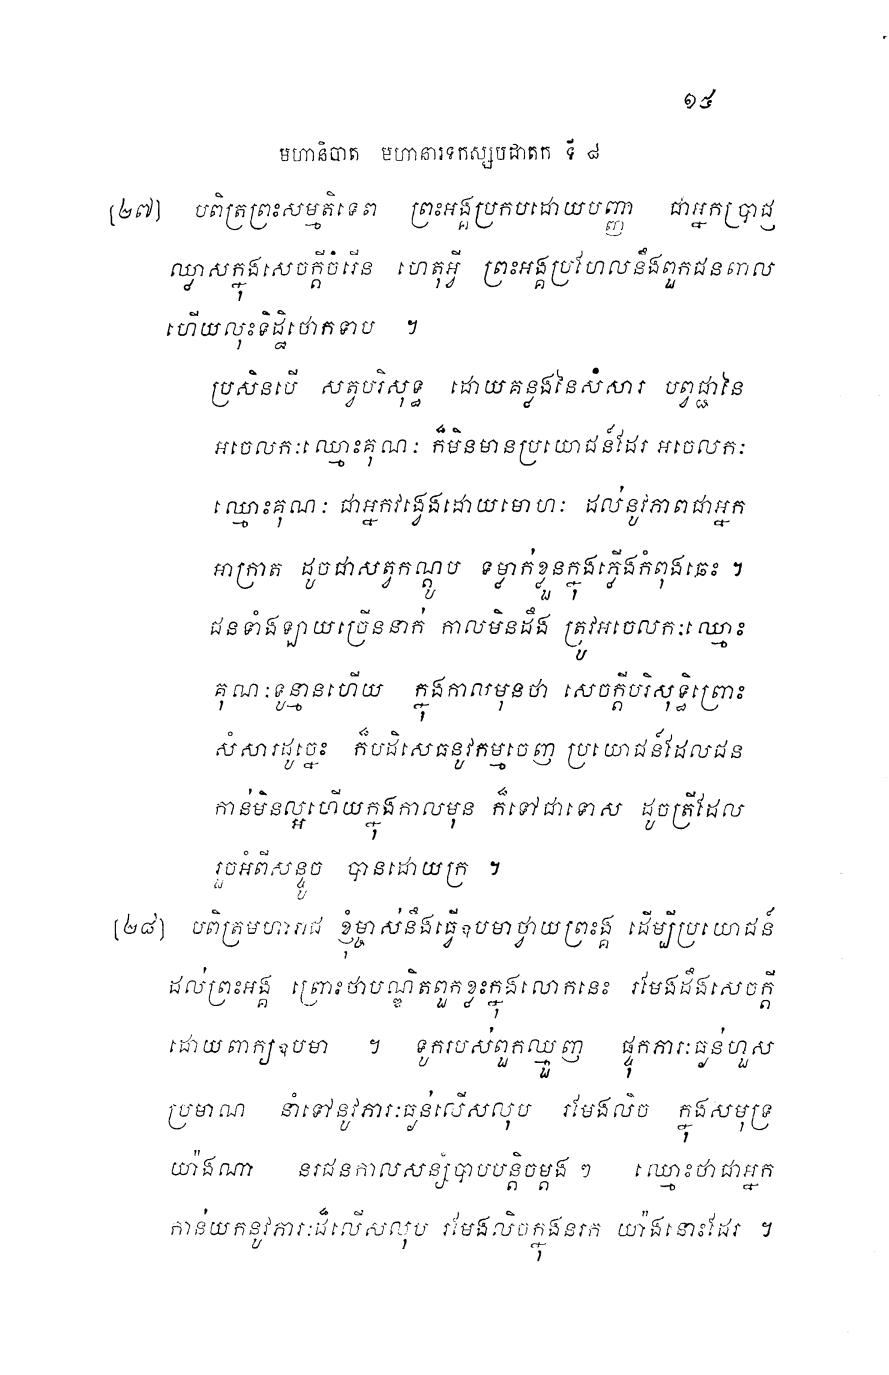 ១៥
មហានិបាត មហានារទកស្សបជាតក ទី ៨
[២៧] បពិត្រព្រះសម្មតិទេព ព្រះអង្គប្រកបដោយបញ្ញា ជាអ្នកប្រាជ្ញ
ឈ្លាសក្នុងសេចក្តីចំរើន ហេតុអ្វី ព្រះអង្គប្រហែលនឹងពួកជនពាល
ហើយលុះទិដ្ឋិថោកទាប ។
ប្រសិនបើ សត្វបរិសុទ្ធ ដោយគន្លងនៃសំសារ បព្វជ្ជានៃ
អចេលកៈឈ្មោះគុណៈ ក៏មិនមានប្រយោជន៍ដែរ អចេលកៈ
ឈ្មោះគុណៈ ជាអ្នកវង្វេងដោយមោហៈ ដល់នូវភាពជាអ្នក
អាក្រាត ដូចជាសត្វកណ្តូប ទម្លាក់ខ្លួនក្នុងភ្លើងកំពុងឆេះ ។
ជនទាំងឡាយច្រើននាក់ កាលមិនដឹង ត្រូវអចេលកៈឈ្មោះ
គុណៈទូន្មានហើយ ក្នុងកាលមុនថា សេចក្តីបរិសុទ្ធិព្រោះ
សំសារដូច្នេះ ក៏បដិសេធនូវកម្មចេញ ប្រយោជន៍ដែលជន
កាន់មិនល្អហើយក្នុងកាលមុន ក៏ទៅជាទោស ដូចត្រីដែល
រួចអំពីសន្ទូច បានដោយក្រ ។
[២៨] បពិត្រមហារាជ ខ្ញុំម្ចាស់នឹងធ្វើឧបមាថ្វាយព្រះអង្គ ដើម្បីប្រយោជន៍
ដល់ព្រះអង្គ ព្រោះថាបណ្ឌិតពួកខ្លះក្នុងលោកនេះ រមែងដឹងសេចក្តី
ដោយពាក្យឧបមា ។ ទូករបស់ពួកឈ្មួញ ផ្ទុកភារៈធ្ងន់ហួស
ប្រមាណ នាំទៅនូវភារៈធ្ងន់លើសលុប រមែងលិច ក្នុងសមុទ្រ
យ៉ាងណា នរជនកាលសន្សំបាបបន្តិចម្តង ៗ ឈ្មោះថាជាអ្នក
កាន់យកនូវភារៈដ៏លើសលុប រមែងលិចក្នុងនរក យ៉ាងនោះដែរ ។